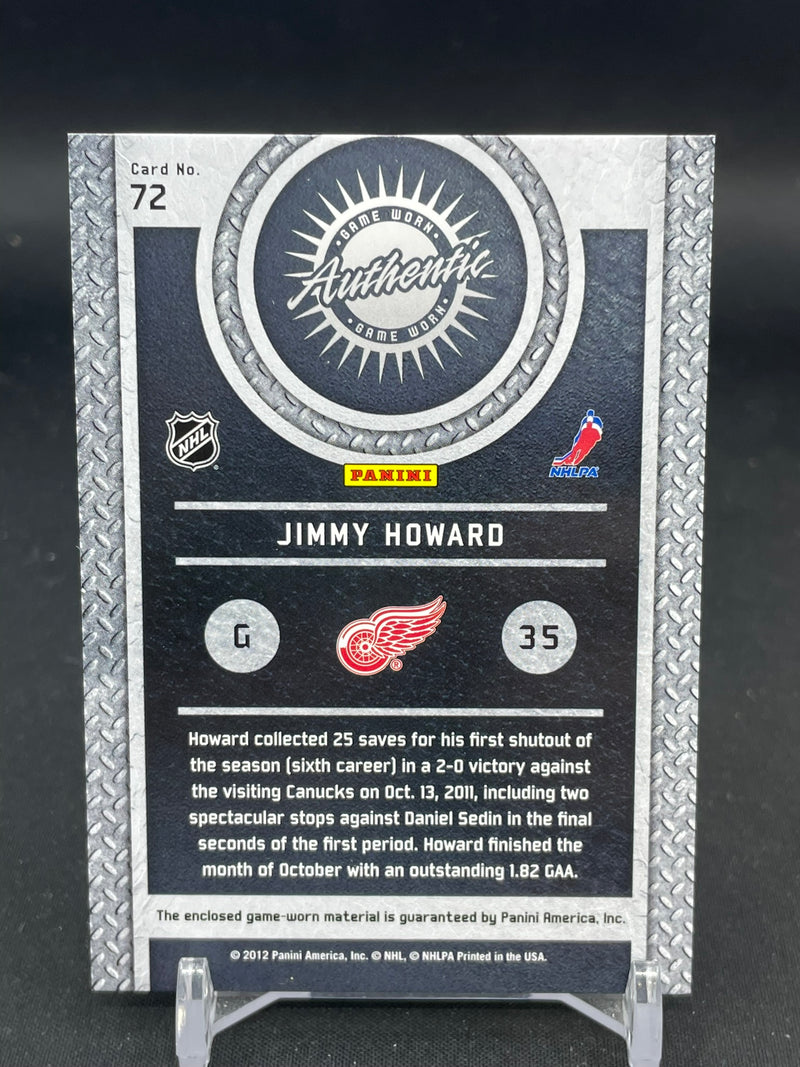 Card No.
72
• GAME WORN •
Authentic
• GAME WORN •
NHL
NHLPA
PANINI
JIMMY HOWARD
G
35
Howard collected 25 saves for his first shutout of
the season (sixth career) in a 2-0 victory against
the visiting Canucks on Oct. 13, 2011, including two
spectacular stops against Daniel Sedin in the final
seconds of the first period. Howard finished the
month of October with an outstanding 1.82 GAA.
The enclosed game-worn material is guaranteed by Panini America, Inc.
© 2012 Panini America, Inc. © NHL, © NHLPA Printed in the USA.